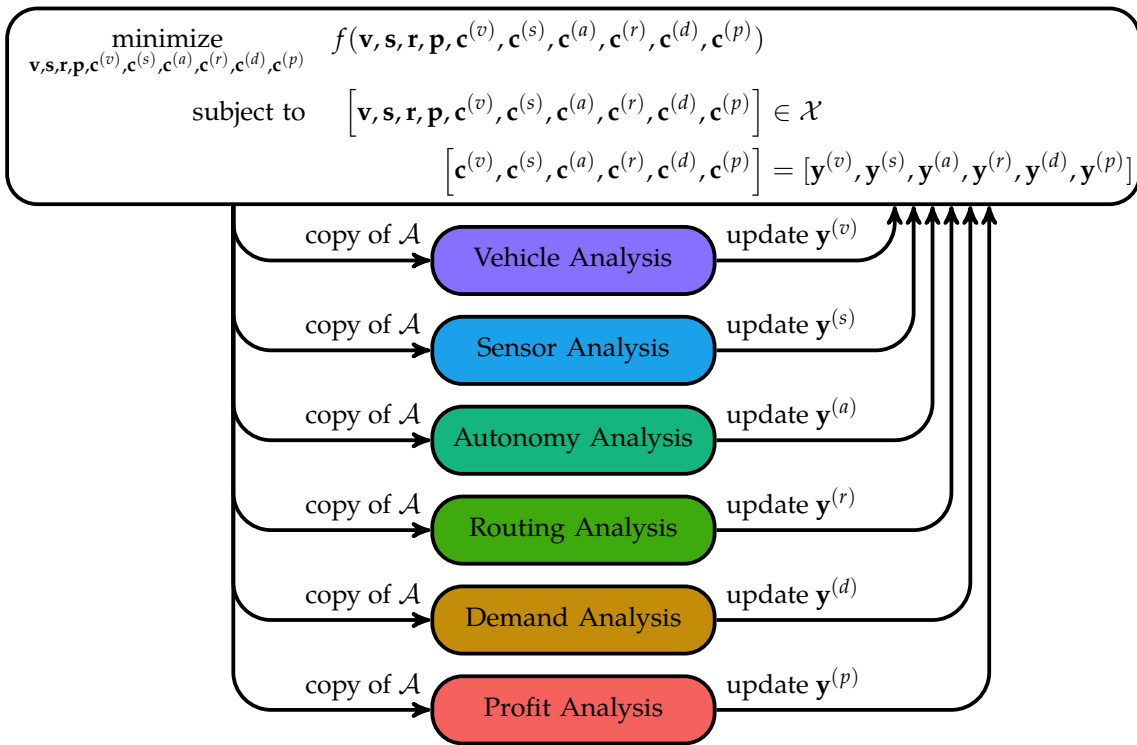 minimize f(v, s, r, p, c^(v), c^(s), c^(a), c^(r), c^(d), c^(p))
v,s,r,p,c^(v),c^(s),c^(a),c^(r),c^(d),c^(p)
subject to [v, s, r, p, c^(v), c^(s), c^(a), c^(r), c^(d), c^(p)] ∈ 𝒳
[c^(v), c^(s), c^(a), c^(r), c^(d), c^(p)] = [y^(v), y^(s), y^(a), y^(r), y^(d), y^(p)]
copy of 𝒜 Vehicle Analysis update y^(v)
copy of 𝒜 Sensor Analysis update y^(s)
copy of 𝒜 Autonomy Analysis update y^(a)
copy of 𝒜 Routing Analysis update y^(r)
copy of 𝒜 Demand Analysis update y^(d)
copy of 𝒜 Profit Analysis update y^(p)